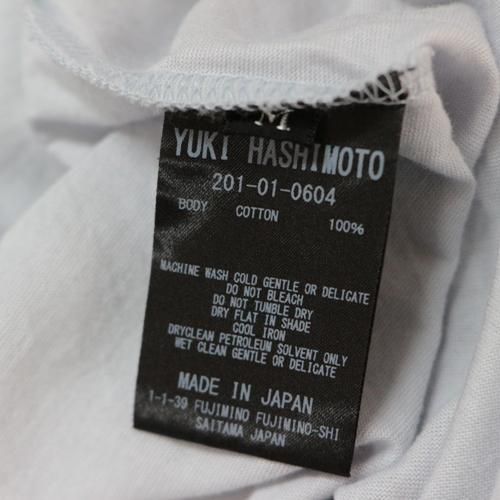 M
YUKI HASHIMOTO
201-01-0604
BODY COTTON 100%
MACHINE WASH COLD GENTLE OR DELICATE
DO NOT BLEACH
DO NOT TUMBLE DRY
DRY FLAT IN SHADE
COOL IRON
DRYCLEAN PETROLEUM SOLVENT ONLY
WET CLEAN GENTLE OR DELICATE
MADE IN JAPAN
1-1-39 FUJIMINO FUJIMINO-SHI
SAITAMA JAPAN